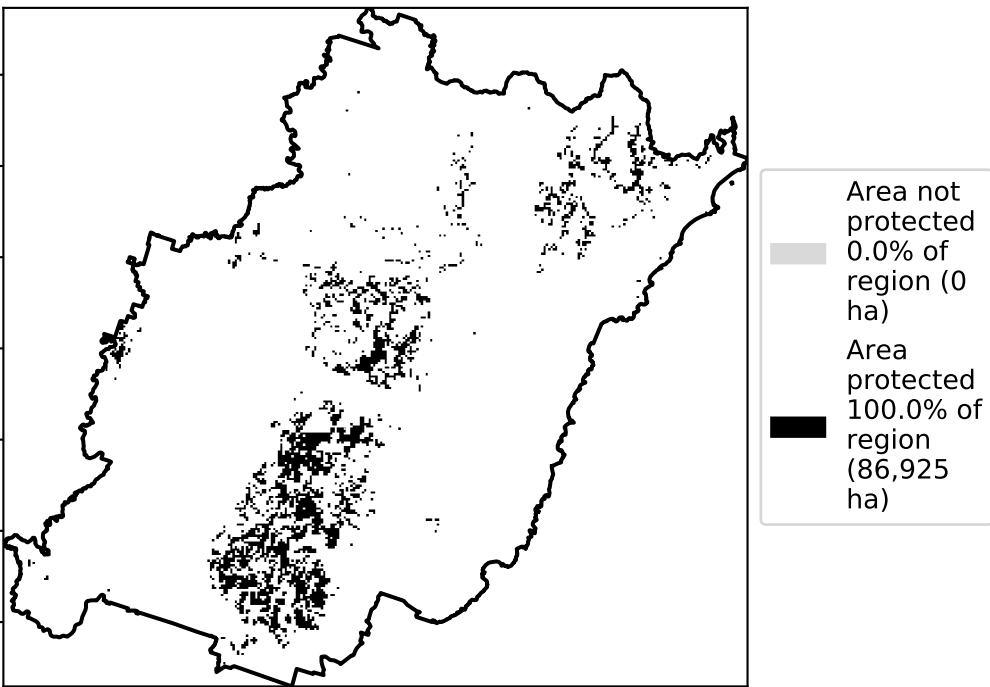 Area not
protected
0.0% of
region (0
ha)
Area
protected
100.0% of
region
(86,925
ha)